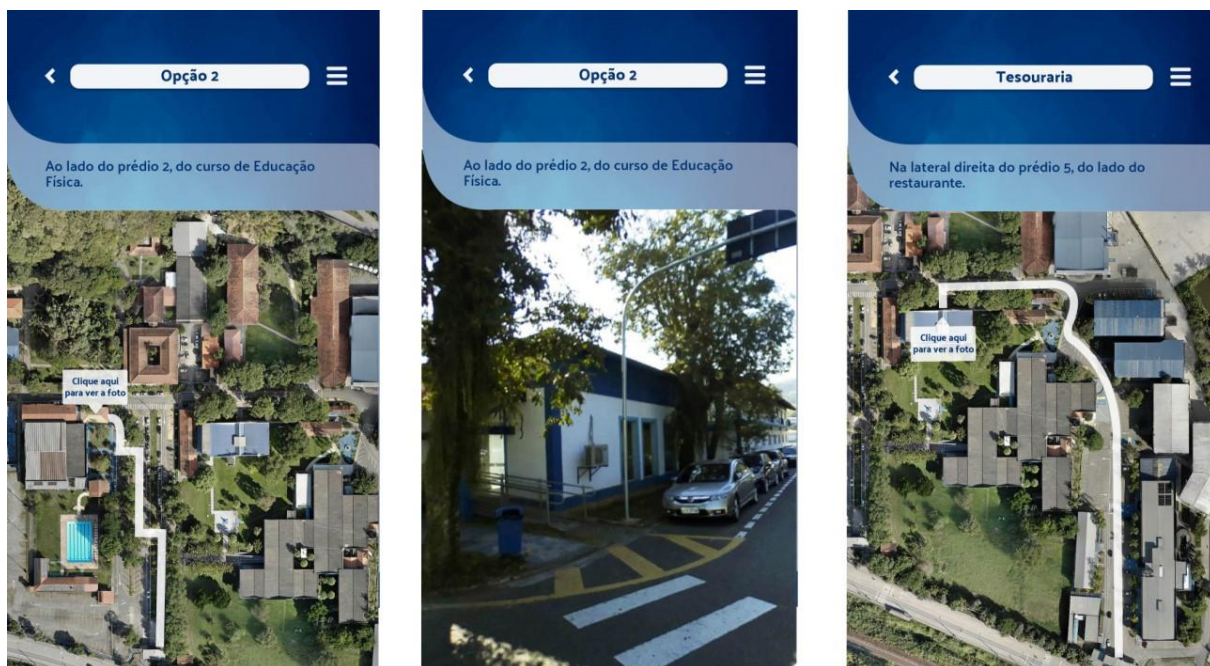 Opção 2
Ao lado do prédio 2, do curso de Educação
Física.
Clique aqui
para ver a foto
Opção 2
Ao lado do prédio 2, do curso de Educação
Física.
Tesouraria
Na lateral direita do prédio 5, do lado do
restaurante.
Clique aqui
para ver a foto